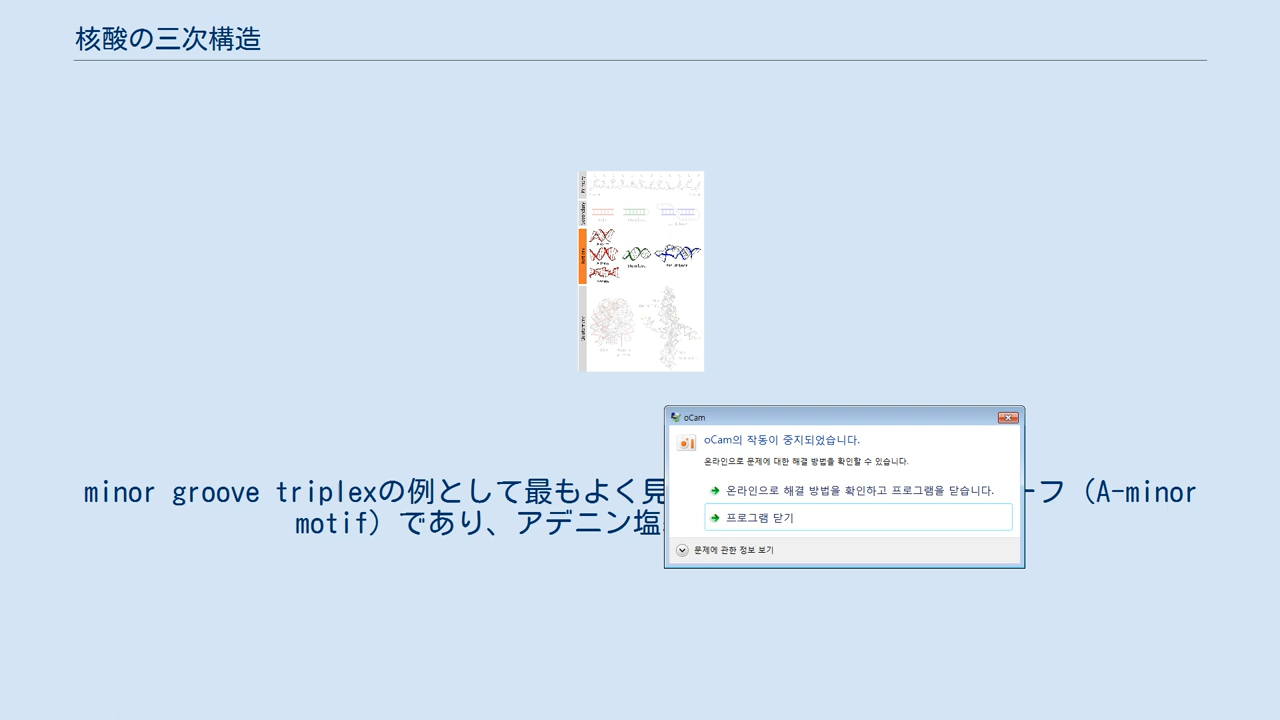 核酸の三次構造
oCam
oCam의 작동이 중지되었습니다.
온라인으로 문제에 대한 해결 방법을 확인할 수 있습니다.
온라인으로 해결 방법을 확인하고 프로그램을 닫습니다.
프로그램 닫기
문제에 관한 정보 보기
minor groove triplexの例として最もよく見 ーフ（A-minor
motif）であり、アデニン塩